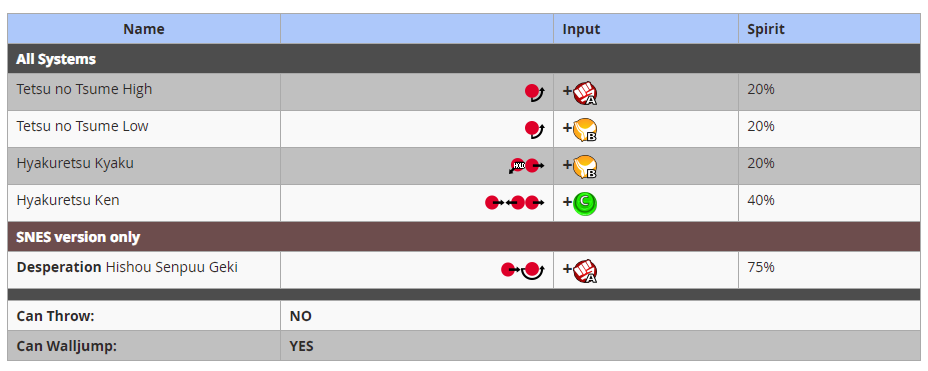 Name Input Spirit
All Systems
Tetsu no Tsume High +A 20%
Tetsu no Tsume Low +B 20%
Hyakuretsu Kyaku HOLD +B 20%
Hyakuretsu Ken +C 40%
SNES version only
Desperation Hishou Senpuu Geki +A 75%
Can Throw: NO
Can Walljump: YES